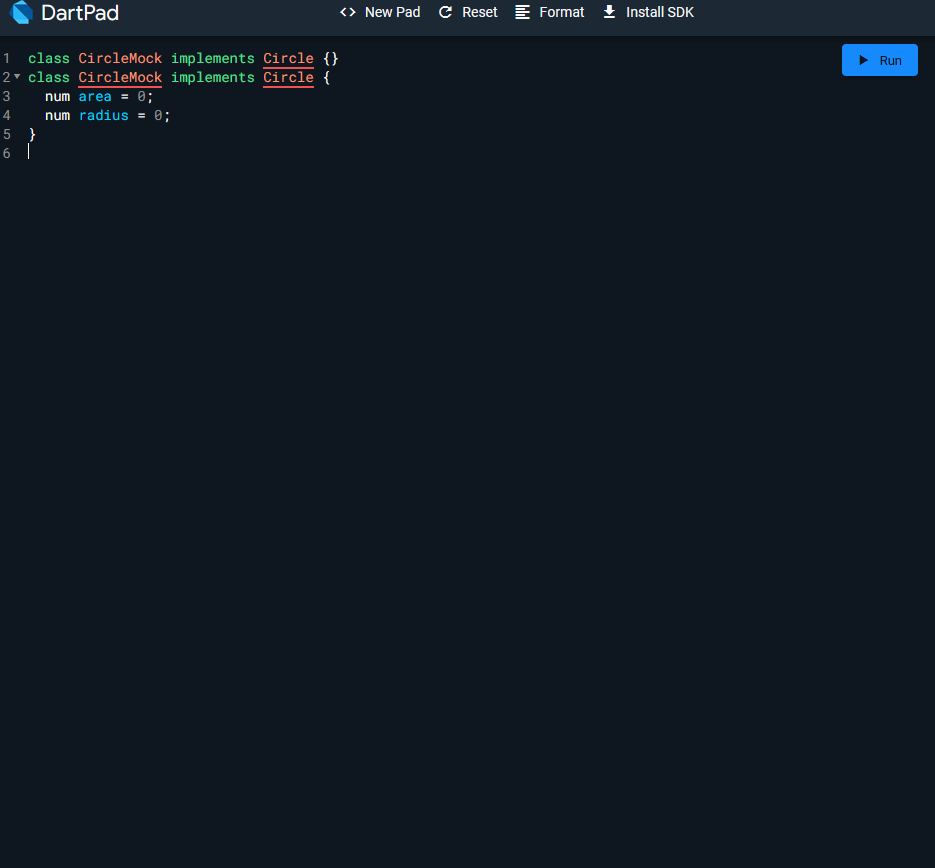 DartPad <> New Pad Reset Format Install SDK
Run
1 class CircleMock implements Circle {}
2 class CircleMock implements Circle {
3   num area = 0;
4   num radius = 0;
5 }
6